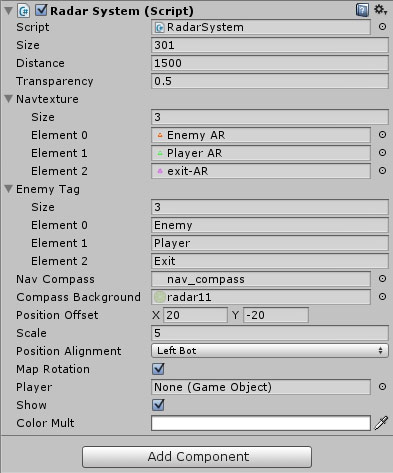 Radar System (Script)
Script RadarSystem
Size 301
Distance 1500
Transparency 0.5
Navtexture
Size 3
Element 0 Enemy AR
Element 1 Player AR
Element 2 exit-AR
Enemy Tag
Size 3
Element 0 Enemy
Element 1 Player
Element 2 Exit
Nav Compass nav_compass
Compass Background radar11
Position Offset X 20 Y -20
Scale 5
Position Alignment Left Bot
Map Rotation
Player None (Game Object)
Show
Color Mult
Add Component